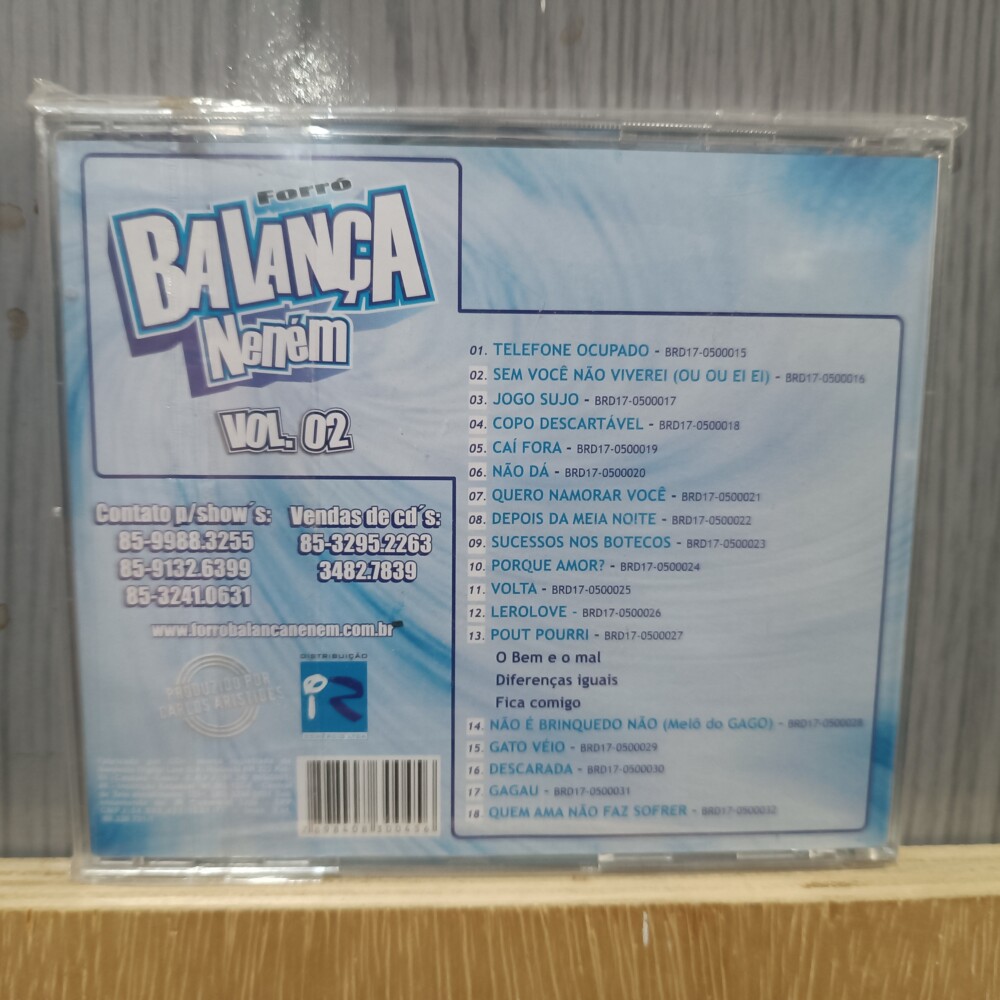 Forró
BALANÇA
Neném
VOL. 02
Contato p/show´s:
85-9988.3255
85-9132.6399
85-3241.0631
Vendas de cd´s:
85-3295.2263
3482.7839
www.forrobalancanenem.com.br
DISTRIBUIÇÃO
PRODUZIDO POR
CARLOS ARISTIDES
01. TELEFONE OCUPADO - BRD17-0500015
02. SEM VOCÊ NÃO VIVEREI (OU OU EI EI) - BRD17-0500016
03. JOGO SUJO - BRD17-0500017
04. COPO DESCARTÁVEL - BRD17-0500018
05. CAÍ FORA - BRD17-0500019
06. NÃO DÁ - BRD17-0500020
07. QUERO NAMORAR VOCÊ - BRD17-0500021
08. DEPOIS DA MEIA NOITE - BRD17-0500022
09. SUCESSOS NOS BOTECOS - BRD17-0500023
10. PORQUE AMOR? - BRD17-0500024
11. VOLTA - BRD17-0500025
12. LEROLOVE - BRD17-0500026
13. POUT POURRI - BRD17-0500027
O Bem e o mal
Diferenças iguais
Fica comigo
14. NÃO É BRINQUEDO NÃO (Melô do GAGO) - BRD17-0500028
15. GATO VÉIO - BRD17-0500029
16. DESCARADA - BRD17-0500030
17 GAGAU - BRD17-0500031
18 QUEM AMA NÃO FAZ SOFRER - BRD17-0500032